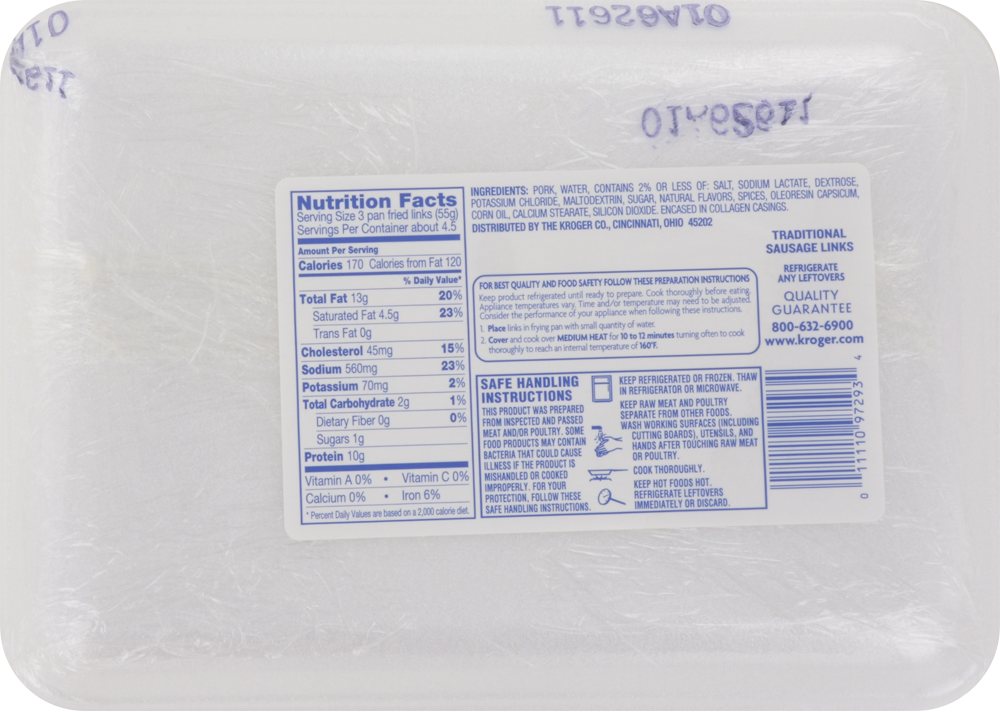 Nutrition Facts
Serving Size 3 pan fried links (55g)
Servings Per Container about 4.5
Amount Per Serving
Calories 170 Calories from Fat 120
% Daily Value*
Total Fat 13g 20%
Saturated Fat 4.5g 23%
Trans Fat 0g
Cholesterol 45mg 15%
Sodium 560mg 23%
Potassium 70mg 2%
Total Carbohydrate 2g 1%
Dietary Fiber 0g 0%
Sugars 1g
Protein 10g
Vitamin A 0% • Vitamin C 0%
Calcium 0% • Iron 6%
* Percent Daily Values are based on a 2,000 calorie diet.
INGREDIENTS: PORK, WATER, CONTAINS 2% OR LESS OF: SALT, SODIUM LACTATE, DEXTROSE,
POTASSIUM CHLORIDE, MALTODEXTRIN, SUGAR, NATURAL FLAVORS, SPICES, OLEORESIN CAPSICUM,
CORN OIL, CALCIUM STEARATE, SILICON DIOXIDE. ENCASED IN COLLAGEN CASINGS.
DISTRIBUTED BY THE KROGER CO., CINCINNATI, OHIO 45202
FOR BEST QUALITY AND FOOD SAFETY FOLLOW THESE PREPARATION INSTRUCTIONS
Keep product refrigerated until ready to prepare. Cook thoroughly before eating.
Appliance temperatures vary. Time and/or temperature may need to be adjusted.
Consider the performance of your appliance when following these instructions.
1. Place links in frying pan with small quantity of water.
2. Cover and cook over MEDIUM HEAT for 10 to 12 minutes turning often to cook
thoroughly to reach an internal temperature of 160°F.
TRADITIONAL
SAUSAGE LINKS
REFRIGERATE
ANY LEFTOVERS
QUALITY
GUARANTEE
800-632-6900
www.kroger.com
SAFE HANDLING
INSTRUCTIONS
THIS PRODUCT WAS PREPARED
FROM INSPECTED AND PASSED
MEAT AND/OR POULTRY. SOME
FOOD PRODUCTS MAY CONTAIN
BACTERIA THAT COULD CAUSE
ILLNESS IF THE PRODUCT IS
MISHANDLED OR COOKED
IMPROPERLY. FOR YOUR
PROTECTION, FOLLOW THESE
SAFE HANDLING INSTRUCTIONS.
KEEP REFRIGERATED OR FROZEN. THAW
IN REFRIGERATOR OR MICROWAVE.
KEEP RAW MEAT AND POULTRY
SEPARATE FROM OTHER FOODS.
WASH WORKING SURFACES (INCLUDING
CUTTING BOARDS), UTENSILS, AND
HANDS AFTER TOUCHING RAW MEAT
OR POULTRY.
COOK THOROUGHLY.
KEEP HOT FOODS HOT.
REFRIGERATE LEFTOVERS
IMMEDIATELY OR DISCARD.
0 11110 97293 4